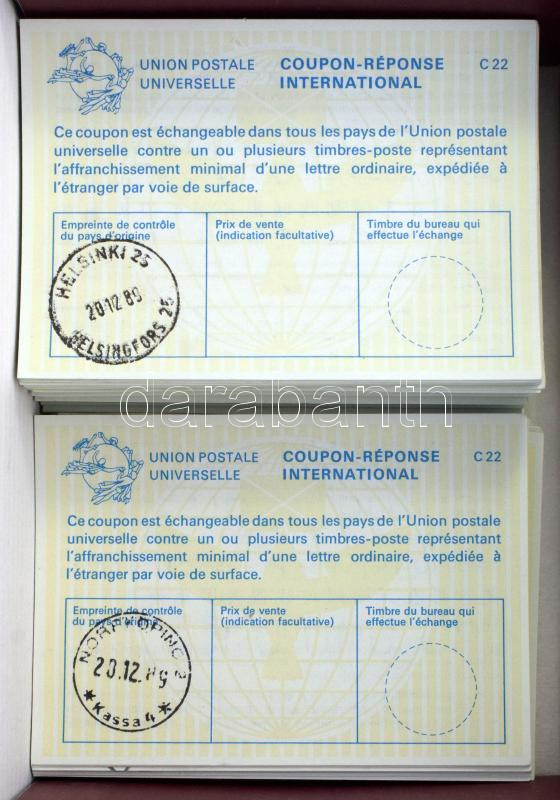 UNION POSTALE UNIVERSELLE
COUPON-RÉPONSE INTERNATIONAL
C 22
Ce coupon est échangeable dans tous les pays de l'Union postale
universelle contre un ou plusieurs timbres-poste représentant
l'affranchissement minimal d'une lettre ordinaire, expédiée à
l'étranger par voie de surface.
Empreinte de contrôle
du pays d'origine
Prix de vente
(indication facultative)
Timbre du bureau qui
effectue l'échange
HELSINKI 25
20.12.89
HELSINGFORS 25
darabanth
UNION POSTALE UNIVERSELLE
COUPON-RÉPONSE INTERNATIONAL
C 22
Ce coupon est échangeable dans tous les pays de l'Union postale
universelle contre un ou plusieurs timbres-poste représentant
l'affranchissement minimal d'une lettre ordinaire, expédiée à
l'étranger par voie de surface.
Empreinte de contrôle
du pays d'origine
Prix de vente
(indication facultative)
Timbre du bureau qui
effectue l'échange
NORRKÖPING 2
20.12.89
* Kassa 4 *